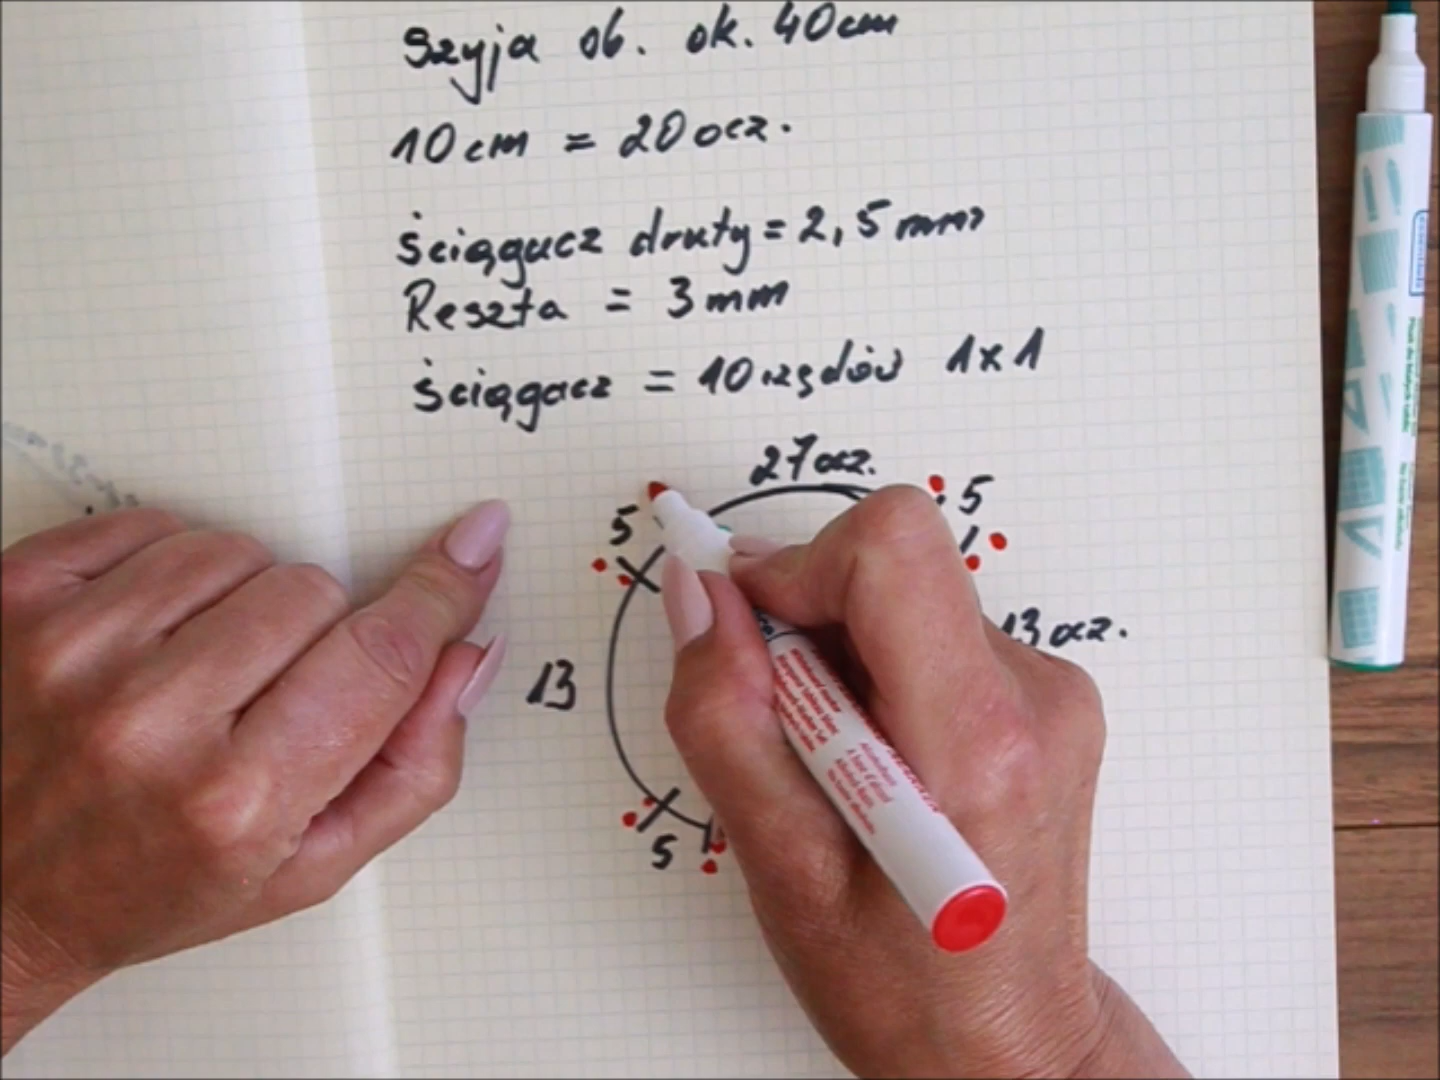 Szyja ob. ok. 40cm
10cm = 20 ocz.
ściągacz druty = 2,5 mm
Reszta = 3mm
ściągacz = 10 rzędów 1x1
27 ocz.
5
5
13 ocz.
13
5